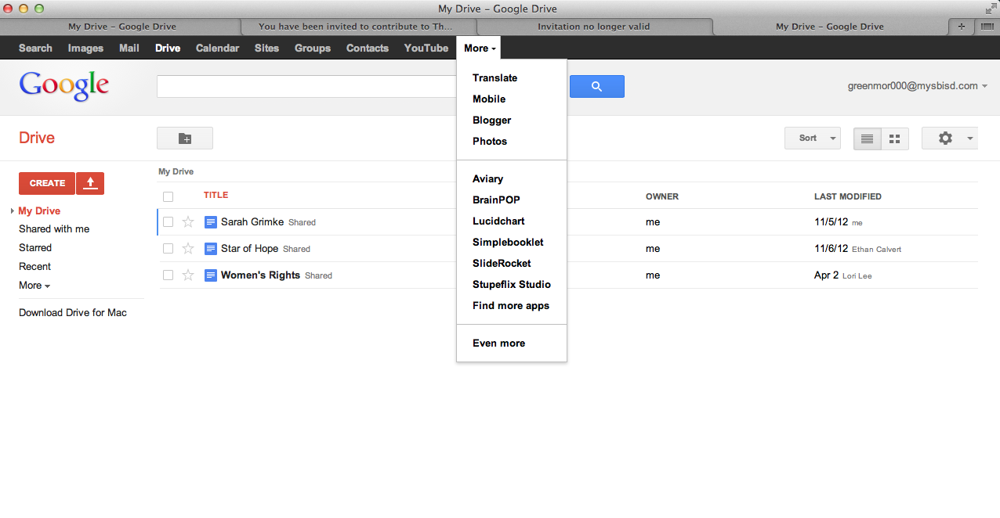 My Drive – Google Drive
My Drive – Google Drive
You have been invited to contribute to Th...
Invitation no longer valid
My Drive – Google Drive
Search Images Mail Drive Calendar Sites Groups Contacts YouTube More
Google
greenmor000@mysbisd.com
Translate
Mobile
Blogger
Photos
Aviary
BrainPOP
Lucidchart
Simplebooklet
SlideRocket
Stupeflix Studio
Find more apps
Even more
Drive
Sort
CREATE
My Drive
Shared with me
Starred
Recent
More
Download Drive for Mac
My Drive
TITLE OWNER LAST MODIFIED
Sarah Grimke Shared me 11/5/12 me
Star of Hope Shared me 11/6/12 Ethan Calvert
Women's Rights Shared me Apr 2 Lori Lee